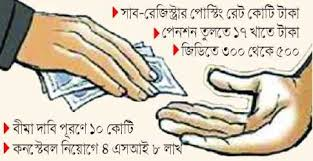 সাব-রেজিস্ট্রার পোস্টিং রেট কোটি টাকা
পেনশন তুলতে ১৭ খাতে টাকা
জিডিতে ৩০০ থেকে ৫০০
বীমা দাবি পূরণে ১০ কোটি
কনস্টেবল নিয়োগে ৪ এসআই ৮ লাখ